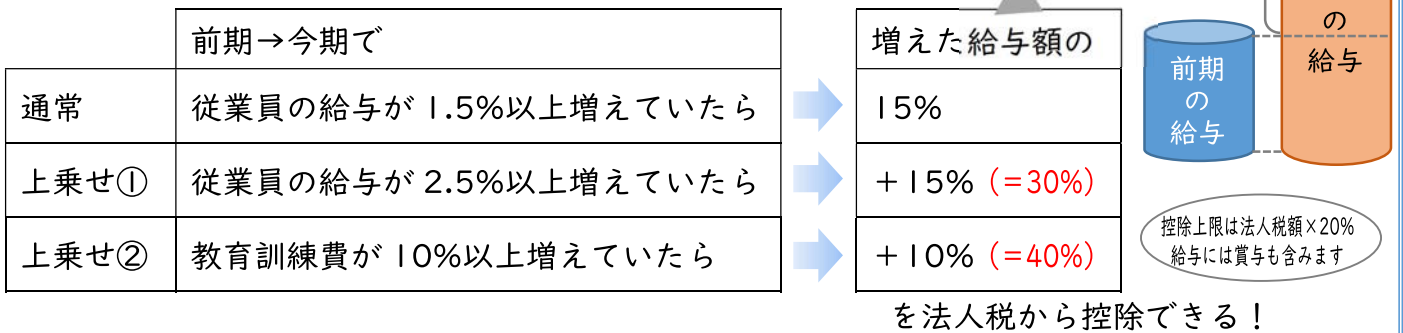 前期→今期で
増えた給与額の
通常
従業員の給与が 1.5%以上増えていたら
15%
上乗せ①
従業員の給与が 2.5%以上増えていたら
+15% (=30%)
上乗せ②
教育訓練費が 10%以上増えていたら
+10% (=40%)
を法人税から控除できる!
前期
の
給与
の
給与
控除上限は法人税額×20%
給与には賞与も含みます